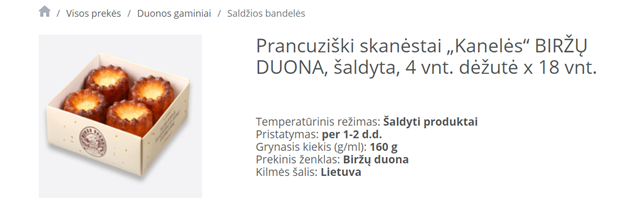 / Visos prekės / Duonos gaminiai / Saldžios bandelės
Prancuziški skanėstai „Kanelės“ BIRŽŲ
DUONA, šaldyta, 4 vnt. dėžutė x 18 vnt.
Temperatūrinis režimas: Šaldyti produktai
Pristatymas: per 1-2 d.d.
Grynasis kiekis (g/ml): 160 g
Prekinis ženklas: Biržų duona
Kilmės šalis: Lietuva